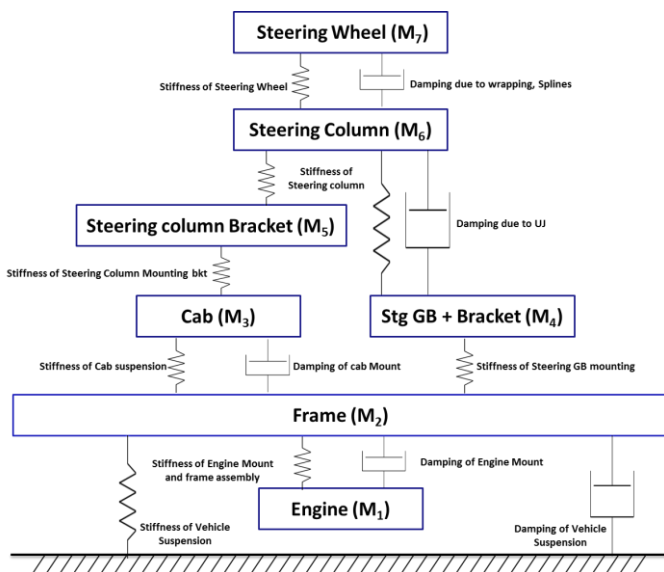 Steering Wheel (M7)
Stiffness of Steering Wheel
Damping due to wrapping, Splines
Steering Column (M6)
Stiffness of
Steering column
Steering column Bracket (M5)
Damping due to UJ
Stiffness of Steering Column Mounting bkt
Cab (M3)
Stg GB + Bracket (M4)
Stiffness of Cab suspension
Damping of cab Mount
Stiffness of Steering GB mounting
Frame (M2)
Stiffness of Engine Mount
and frame assembly
Damping of Engine Mount
Engine (M1)
Stiffness of Vehicle
Suspension
Damping of Vehicle
Suspension